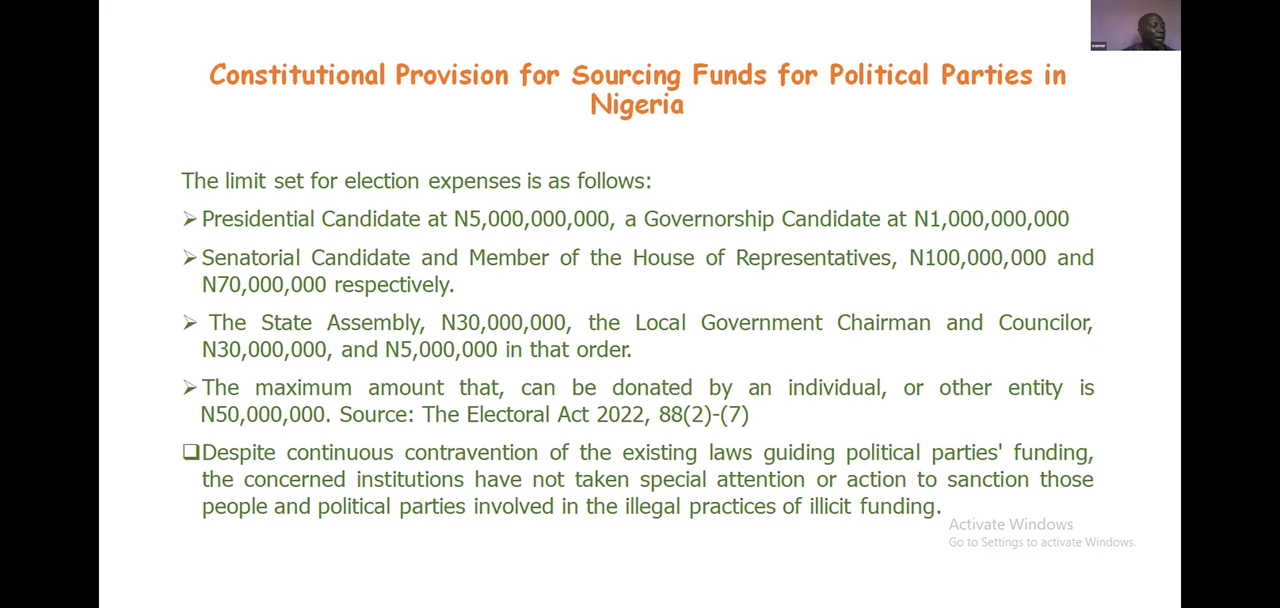 Constitutional Provision for Sourcing Funds for Political Parties in
Nigeria
The limit set for election expenses is as follows:
➢ Presidential Candidate at N5,000,000,000, a Governorship Candidate at N1,000,000,000
➢ Senatorial Candidate and Member of the House of Representatives, N100,000,000 and
N70,000,000 respectively.
➢ The State Assembly, N30,000,000, the Local Government Chairman and Councilor,
N30,000,000, and N5,000,000 in that order.
➢ The maximum amount that, can be donated by an individual, or other entity is
N50,000,000. Source: The Electoral Act 2022, 88(2)-(7)
❑ Despite continuous contravention of the existing laws guiding political parties' funding,
the concerned institutions have not taken special attention or action to sanction those
people and political parties involved in the illegal practices of illicit funding.
Activate Windows
Go to Settings to activate Windows.